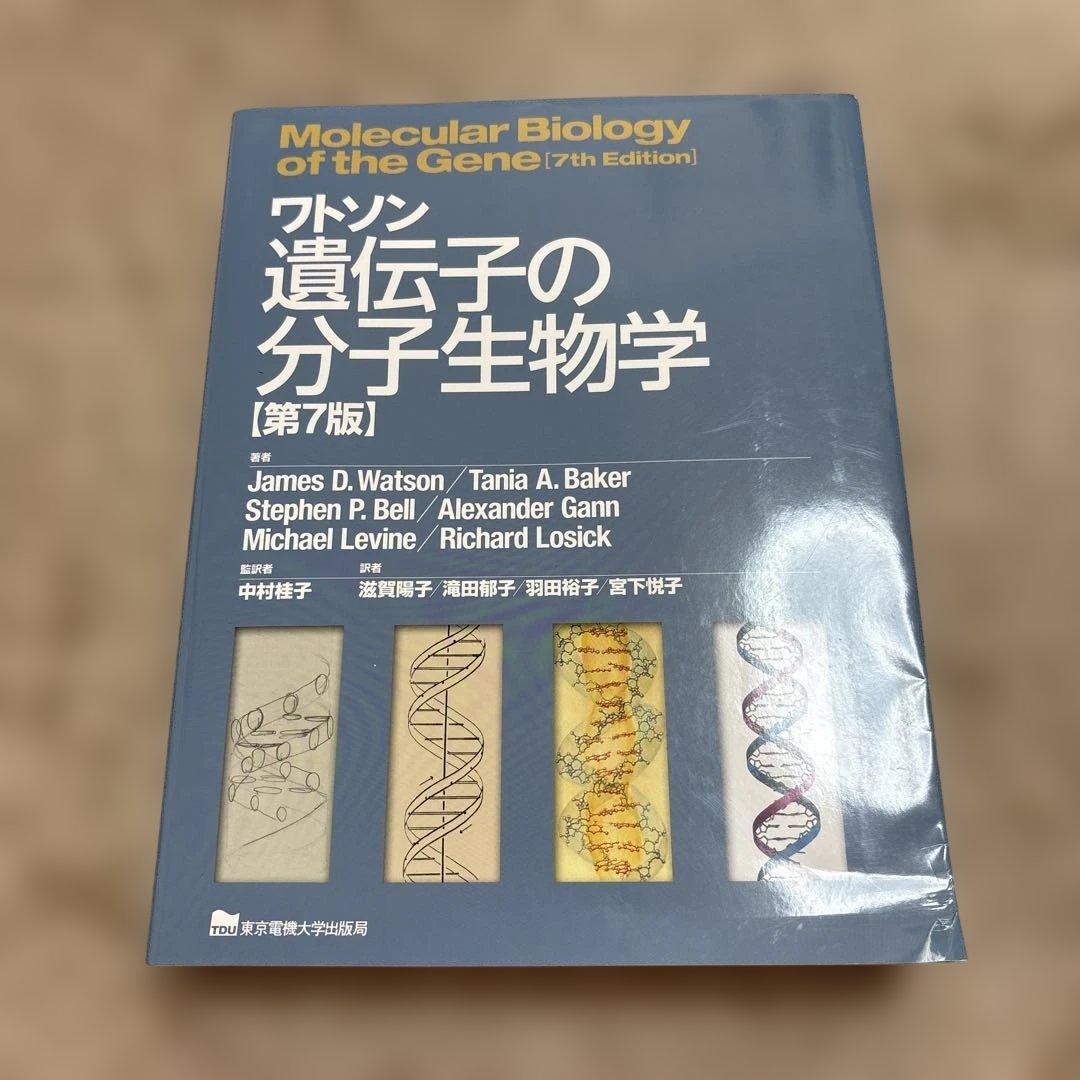 Molecular Biology
of the Gene [7th Edition]
ワトソン
遺伝子の
分子生物学
【第7版】
著者
James D. Watson／Tania A. Baker
Stephen P. Bell／Alexander Gann
Michael Levine／Richard Losick
監訳者 訳者
中村桂子 滋賀陽子／滝田郁子／羽田裕子／宮下悦子
TDU 東京電機大学出版局